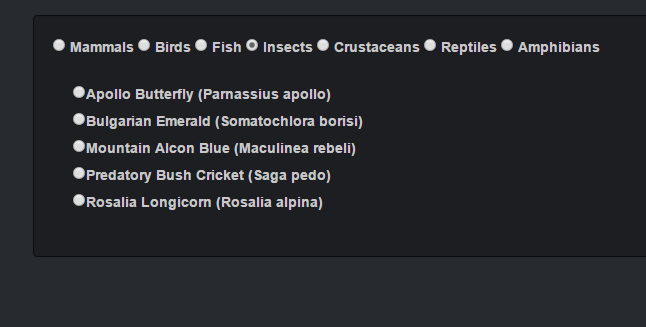 Mammals Birds Fish Insects Crustaceans Reptiles Amphibians
Apollo Butterfly (Parnassius apollo)
Bulgarian Emerald (Somatochlora borisi)
Mountain Alcon Blue (Maculinea rebeli)
Predatory Bush Cricket (Saga pedo)
Rosalia Longicorn (Rosalia alpina)